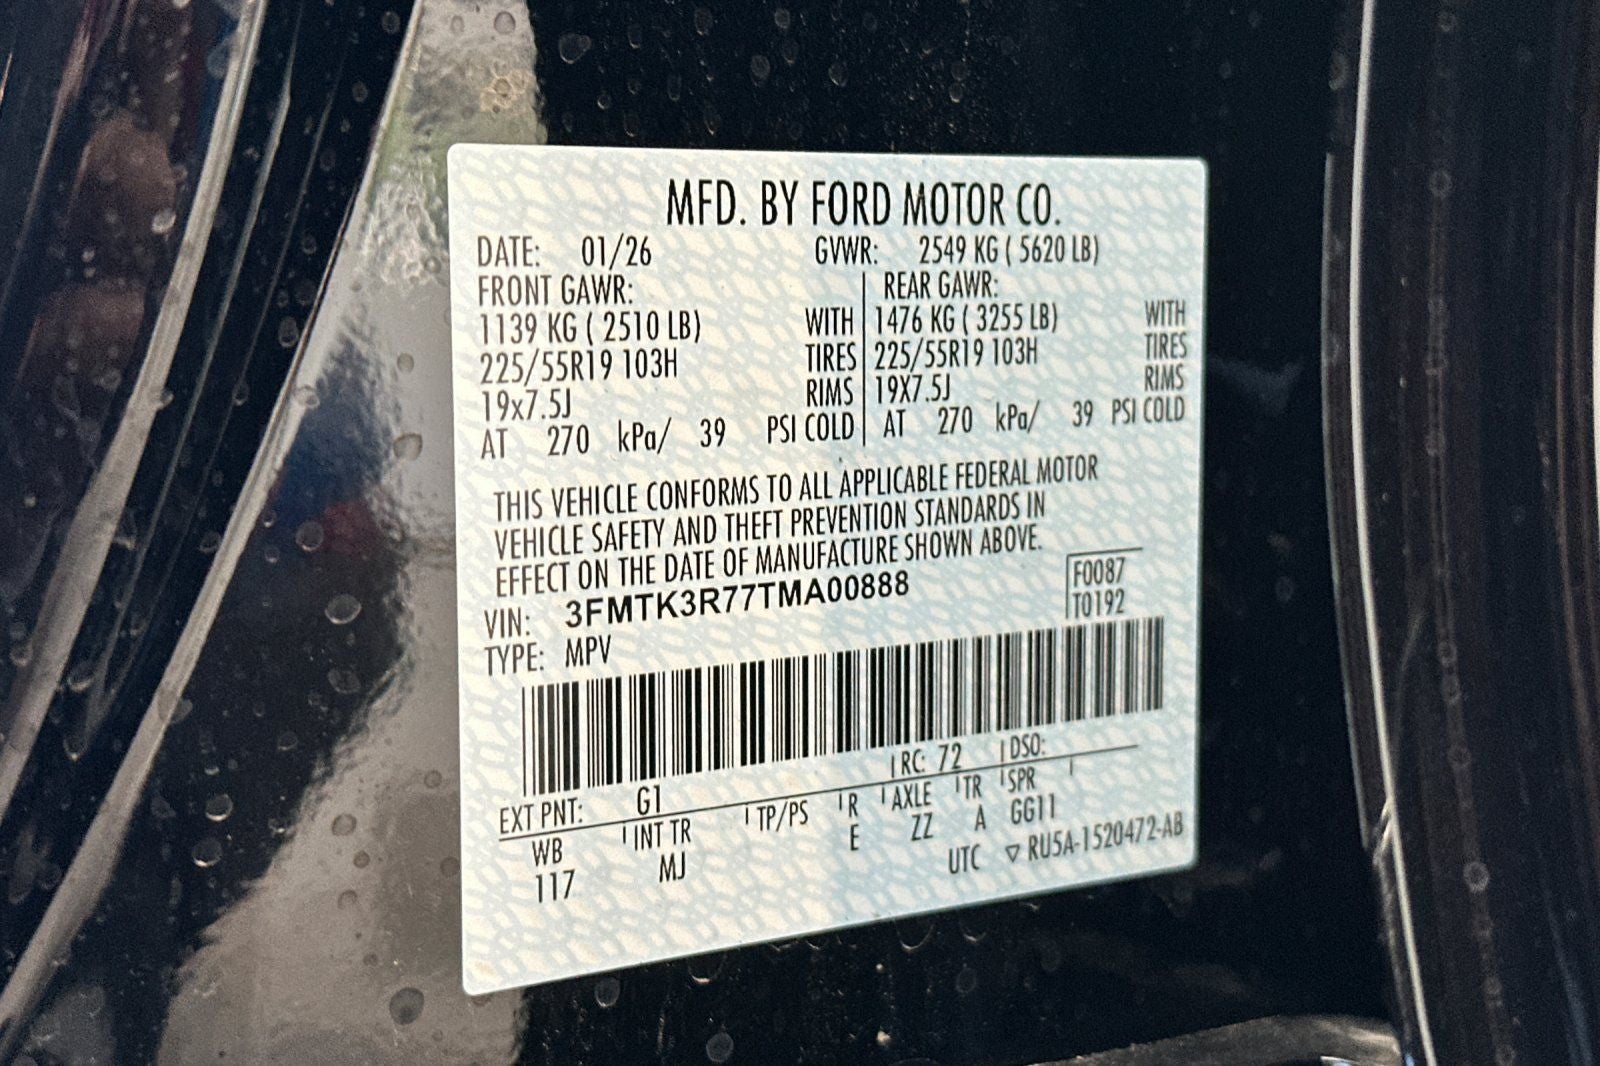 MFD. BY FORD MOTOR CO.
DATE: 01/26 GVWR: 2549 KG ( 5620 LB)
FRONT GAWR: REAR GAWR:
1139 KG ( 2510 LB) WITH 1476 KG ( 3255 LB) WITH
225/55R19 103H TIRES 225/55R19 103H TIRES
19x7.5J RIMS 19X7.5J RIMS
AT 270 kPa/ 39 PSI COLD AT 270 kPa/ 39 PSI COLD
THIS VEHICLE CONFORMS TO ALL APPLICABLE FEDERAL MOTOR
VEHICLE SAFETY AND THEFT PREVENTION STANDARDS IN
EFFECT ON THE DATE OF MANUFACTURE SHOWN ABOVE.
VIN: 3FMTK3R77TMA00888 F0087
TYPE: MPV T0192
RC: 72 DSO:
EXT PNT: G1
WB INT TR TP/PS R AXLE TR SPR
117 MJ E ZZ A GG11
UTC ▽ RU5A-1520472-AB